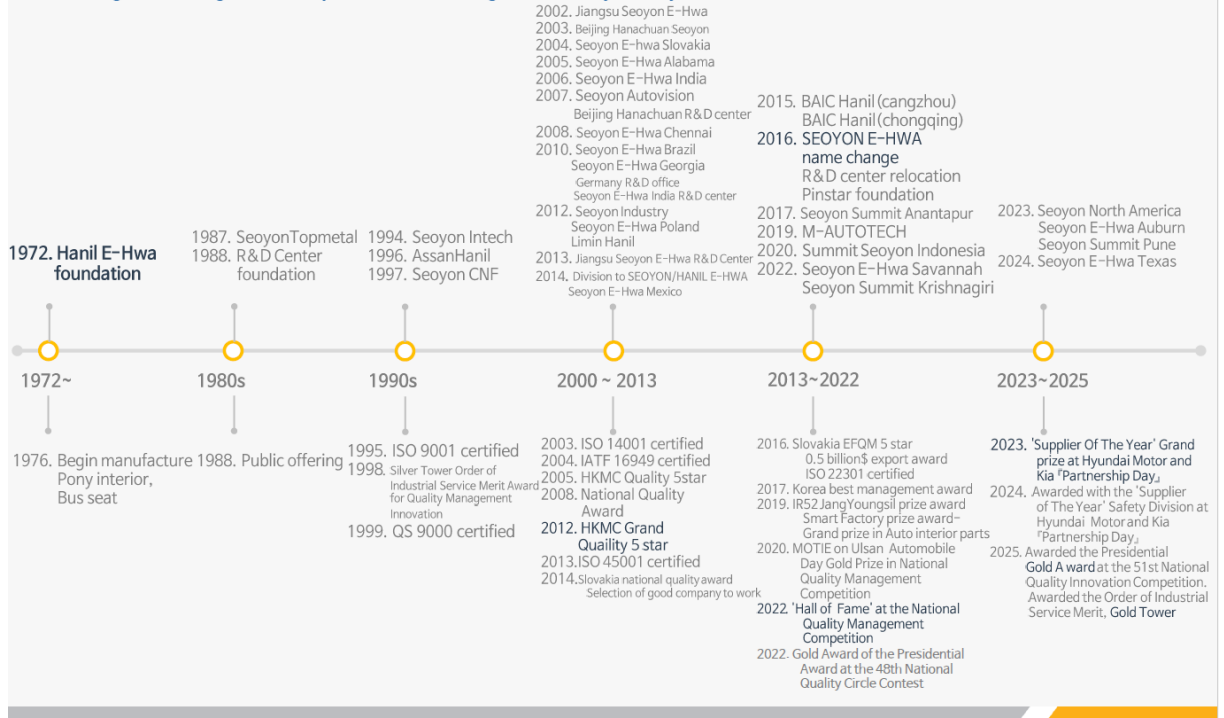 1972. Hanil E-Hwa
foundation
1987. SeoyonTopmetal
1988. R&D Center
foundation
1994. Seoyon Intech
1996. AssanHanil
1997. Seoyon CNF
2002. Jiangsu Seoyon E-Hwa
2003. Beijing Hanachuan Seoyon
2004. Seoyon E-hwa Slovakia
2005. Seoyon E-Hwa Alabama
2006. Seoyon E-Hwa India
2007. Seoyon Autovision
Beijing Hanachuan R&D center
2008. Seoyon E-Hwa Chennai
2010. Seoyon E-Hwa Brazil
Seoyon E-Hwa Georgia
Germany R&D office
Seoyon E-Hwa India R&D center
2012. Seoyon Industry
Seoyon E-Hwa Poland
Limin Hanil
2013. Jiangsu Seoyon E-Hwa R&D Center
2014. Division to SEOYON/HANIL E-HWA
Seoyon E-Hwa Mexico
2015. BAIC Hanil(cangzhou)
BAIC Hanil(chongqing)
2016. SEOYON E-HWA
name change
R&D center relocation
Pinstar foundation
2017. Seoyon Summit Anantapur
2019. M-AUTOTECH
2020. Summit Seoyon Indonesia
2022. Seoyon E-Hwa Savannah
Seoyon Summit Krishnagiri
2023. Seoyon North America
Seoyon E-Hwa Auburn
Seoyon Summit Pune
2024. Seoyon E-Hwa Texas
1972~
1980s
1990s
2000 ~ 2013
2013~2022
2023~2025
1976. Begin manufacture
Pony interior,
Bus seat
1988. Public offering
1995. ISO 9001 certified
1998. Silver Tower Order of
Industrial Service Merit Award
for Quality Management
Innovation
1999. QS 9000 certified
2003. ISO 14001 certified
2004. IATF 16949 certified
2005. HKMC Quality 5star
2008. National Quality
Award
2012. HKMC Grand
Quaility 5 star
2013.ISO 45001 certified
2014.Slovakia national quality award
Selection of good company to work
2016. Slovakia EFQM 5 star
0.5 billion$ export award
ISO 22301 certified
2017. Korea best management award
2019. IR52 JangYoungsil prize award
Smart Factory prize award-
Grand prize in Auto interior parts
2020. MOTIE on Ulsan Automobile
Day Gold Prize in National
Quality Management
Competition
2022. 'Hall of Fame' at the National
Quality Management
Competition
2022. Gold Award of the Presidential
Award at the 48th National
Quality Circle Contest
2023. 'Supplier Of The Year' Grand
prize at Hyundai Motor and
Kia 『Partnership Day』
2024. Awarded with the 'Supplier
of The Year' Safety Division at
Hyundai Motor and Kia
『Partnership Day』
2025. Awarded the Presidential
Gold A ward at the 51st National
Quality Innovation Competition.
Awarded the Order of Industrial
Service Merit, Gold Tower